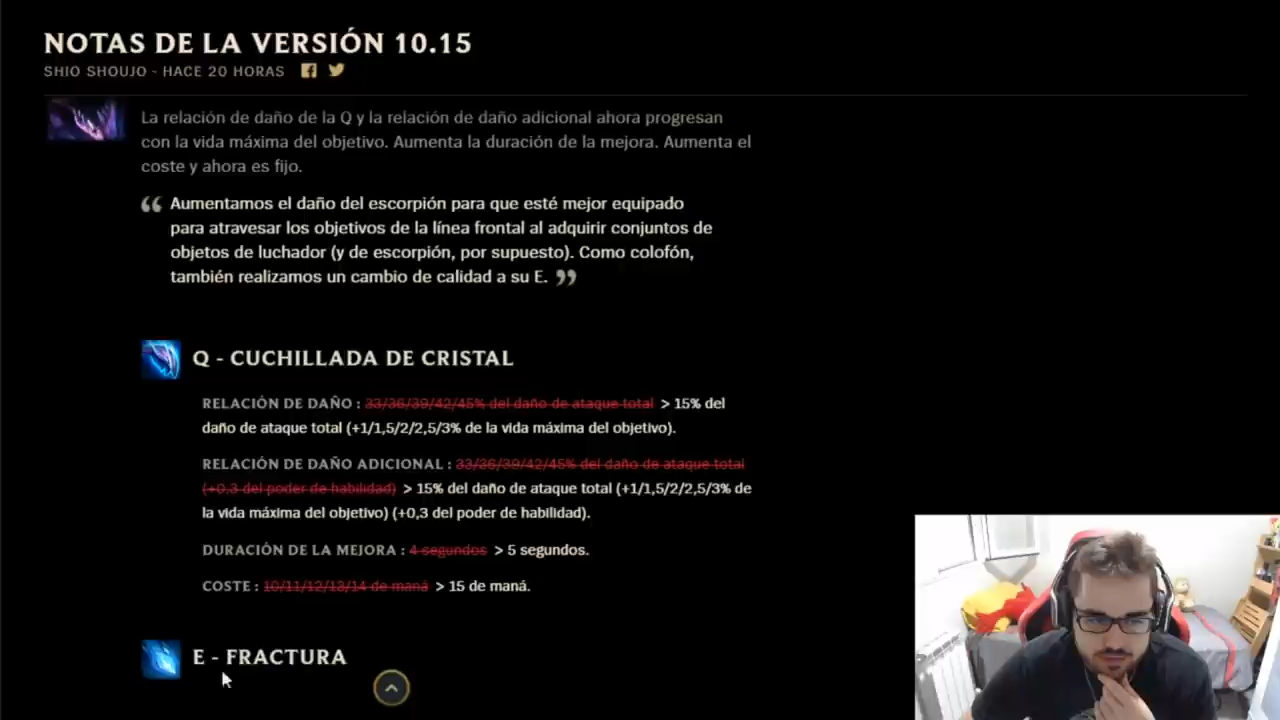 NOTAS DE LA VERSIÓN 10.15
SHIO SHOUJO - HACE 20 HORAS
La relación de daño de la Q y la relación de daño adicional ahora progresan
con la vida máxima del objetivo. Aumenta la duración de la mejora. Aumenta el
coste y ahora es fijo.
“ Aumentamos el daño del escorpión para que esté mejor equipado
para atravesar los objetivos de la línea frontal al adquirir conjuntos de
objetos de luchador (y de escorpión, por supuesto). Como colofón,
también realizamos un cambio de calidad a su E. ”
Q - CUCHILLADA DE CRISTAL
RELACIÓN DE DAÑO : 33/36/39/42/45% del daño de ataque total > 15% del
daño de ataque total (+1/1,5/2/2,5/3% de la vida máxima del objetivo).
RELACIÓN DE DAÑO ADICIONAL : 33/36/39/42/45% del daño de ataque total
(+0,3 del poder de habilidad) > 15% del daño de ataque total (+1/1,5/2/2,5/3% de
la vida máxima del objetivo) (+0,3 del poder de habilidad).
DURACIÓN DE LA MEJORA : 4 segundos > 5 segundos.
COSTE : 10/11/12/13/14 de maná > 15 de maná.
E - FRACTURA